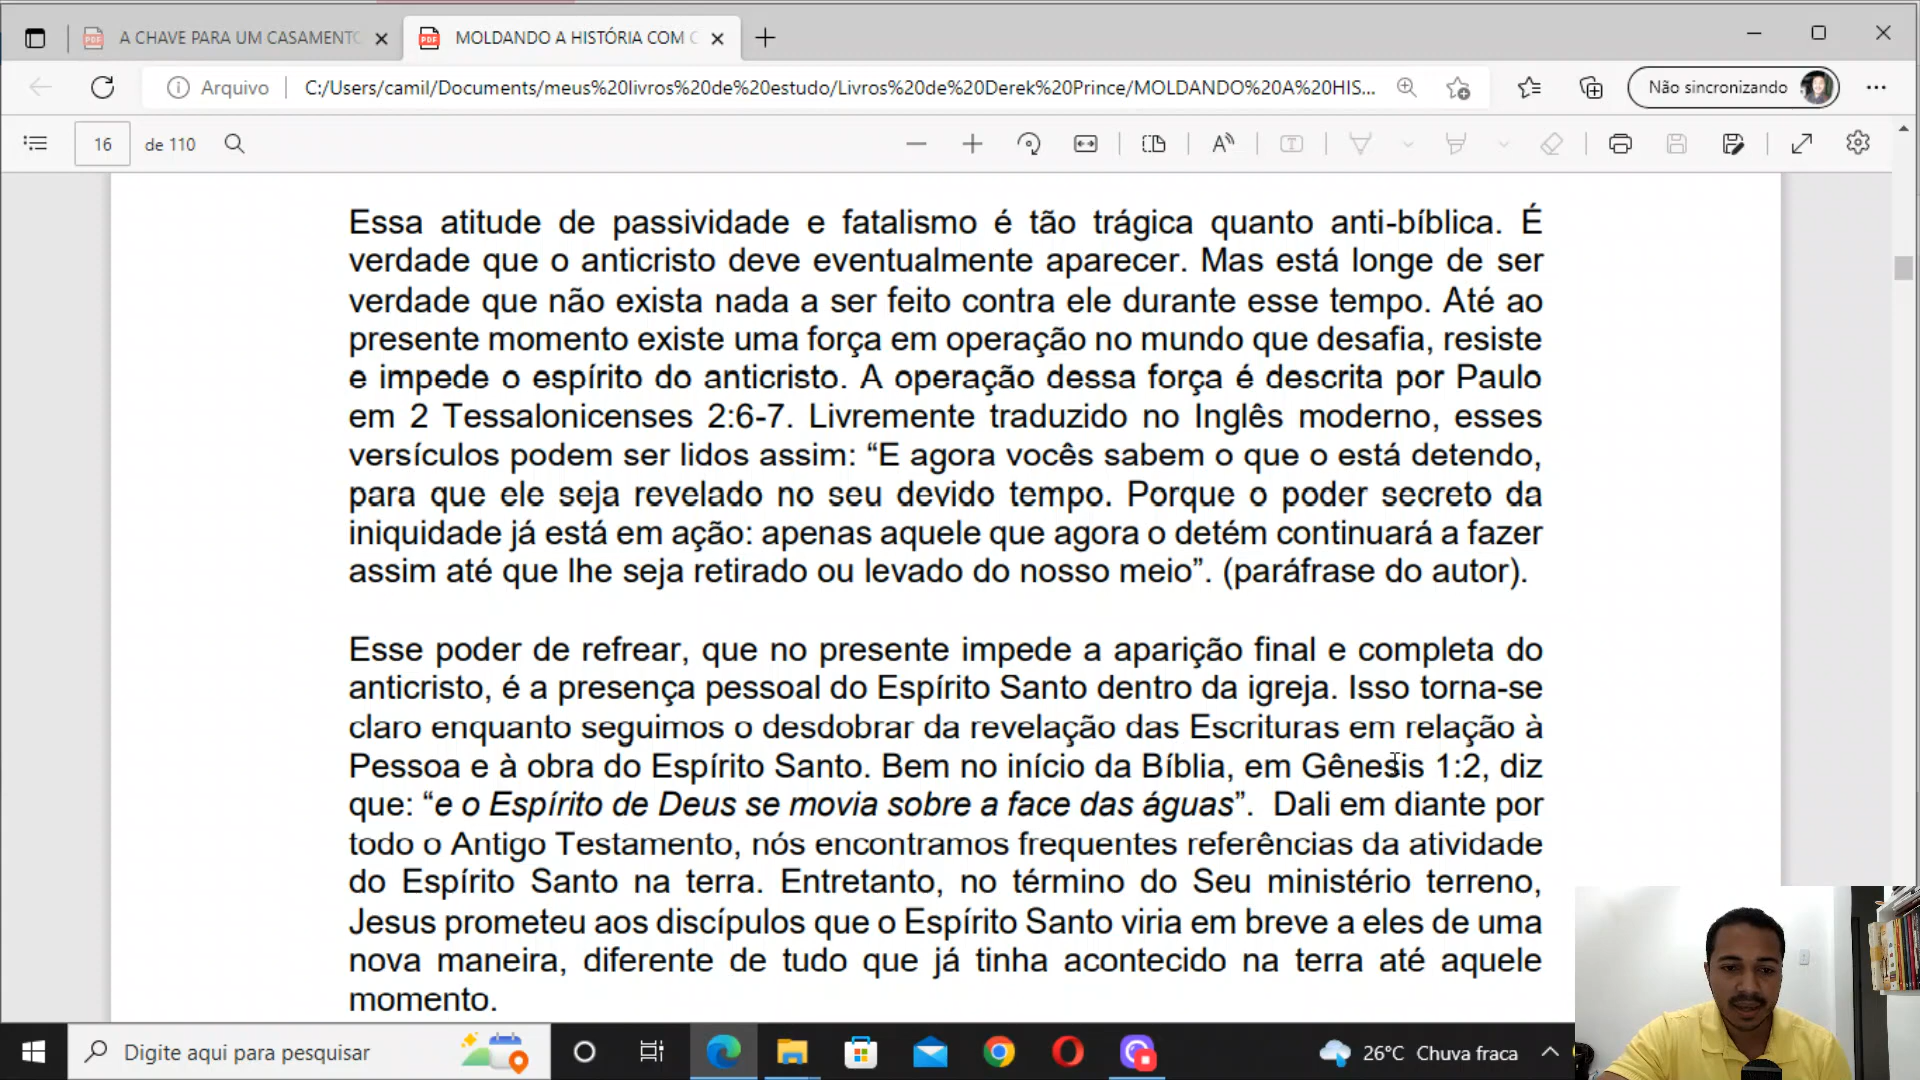 A CHAVE PARA UM CASAMENTO
MOLDANDO A HISTÓRIA COM
Arquivo
C:/Users/camil/Documents/meus%20livros%20de%20estudo/Livros%20de%20Derek%20Prince/MOLDANDO%20A%20HIS...
Não sincronizando
16
de 110
Essa atitude de passividade e fatalismo é tão trágica quanto anti-bíblica. É
verdade que o anticristo deve eventualmente aparecer. Mas está longe de ser
verdade que não exista nada a ser feito contra ele durante esse tempo. Até ao
presente momento existe uma força em operação no mundo que desafia, resiste
e impede o espírito do anticristo. A operação dessa força é descrita por Paulo
em 2 Tessalonicenses 2:6-7. Livremente traduzido no Inglês moderno, esses
versículos podem ser lidos assim: “E agora vocês sabem o que o está detendo,
para que ele seja revelado no seu devido tempo. Porque o poder secreto da
iniquidade já está em ação: apenas aquele que agora o detém continuará a fazer
assim até que lhe seja retirado ou levado do nosso meio”. (paráfrase do autor).
Esse poder de refrear, que no presente impede a aparição final e completa do
anticristo, é a presença pessoal do Espírito Santo dentro da igreja. Isso torna-se
claro enquanto seguimos o desdobrar da revelação das Escrituras em relação à
Pessoa e à obra do Espírito Santo. Bem no início da Bíblia, em Gênesis 1:2, diz
que: “e o Espírito de Deus se movia sobre a face das águas”. Dali em diante por
todo o Antigo Testamento, nós encontramos frequentes referências da atividade
do Espírito Santo na terra. Entretanto, no término do Seu ministério terreno,
Jesus prometeu aos discípulos que o Espírito Santo viria em breve a eles de uma
nova maneira, diferente de tudo que já tinha acontecido na terra até aquele
momento.
Digite aqui para pesquisar
26°C Chuva fraca